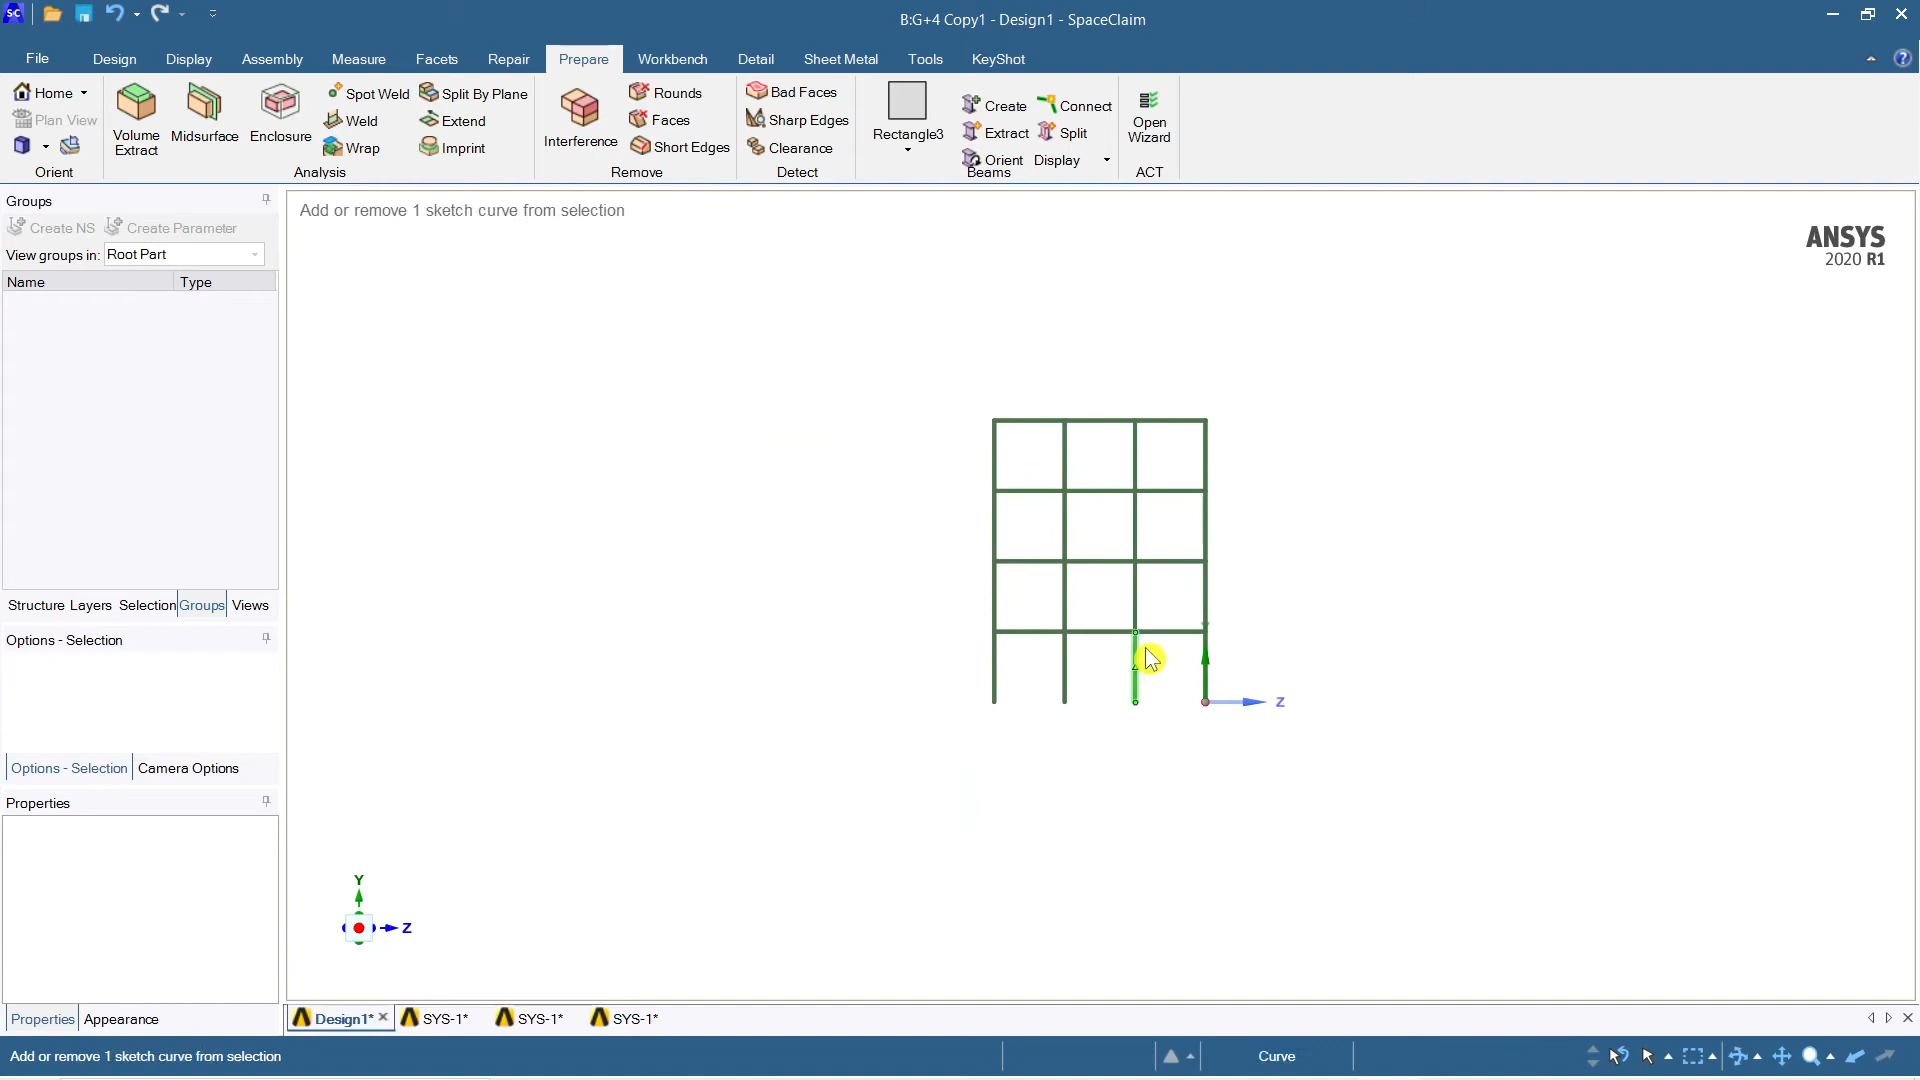 SC
B:G+4 Copy1 - Design1 - SpaceClaim
File Design Display Assembly Measure Facets Repair Prepare Workbench Detail Sheet Metal Tools KeyShot
Home
Plan View
Orient
Volume Extract
Midsurface
Enclosure
Spot Weld
Weld
Wrap
Split By Plane
Extend
Imprint
Analysis
Interference
Rounds
Faces
Short Edges
Remove
Bad Faces
Sharp Edges
Clearance
Detect
Rectangle3
Create
Extract
Orient
Connect
Split
Display
Beams
Open Wizard
ACT
Groups
Create NS Create Parameter
View groups in: Root Part
Name Type
Structure Layers Selection Groups Views
Options - Selection
Options - Selection Camera Options
Properties
Properties Appearance
Add or remove 1 sketch curve from selection
ANSYS
2020 R1
Z
Y
Z
Design1* SYS-1* SYS-1* SYS-1*
Add or remove 1 sketch curve from selection
Curve